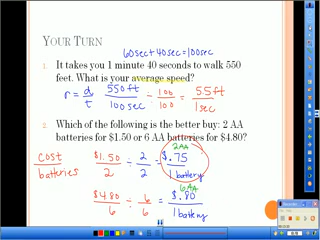 YOUR TURN
60sec+40sec=100sec
1. It takes you 1 minute 40 seconds to walk 550
feet. What is your average speed?
r = d/t 550 ft/100 sec ÷ 100/100 = 5.5 ft/1 sec
2. Which of the following is the better buy: 2 AA
batteries for $1.50 or 6 AA batteries for $4.80?
2AA
cost/batteries $1.50/2 ÷ 2/2 = $.75/1 battery
6AA
$4.80/6 ÷ 6/6 = $.80/1 battery